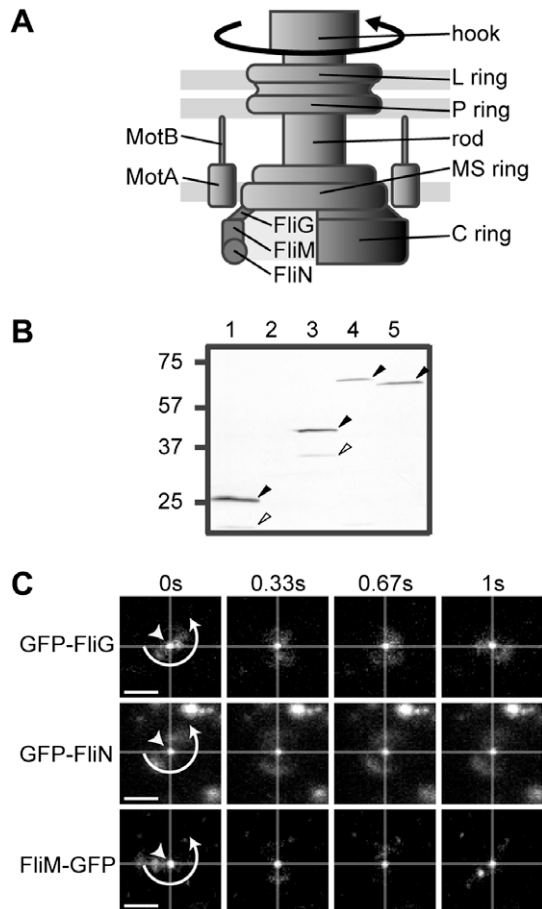 A
hook
L ring
P ring
MotB
rod
MotA
MS ring
FliG
FliM
C ring
FliN
B
1 2 3 4 5
75
57
37
25
C
0s 0.33s 0.67s 1s
GFP-FliG
GFP-FliN
FliM-GFP